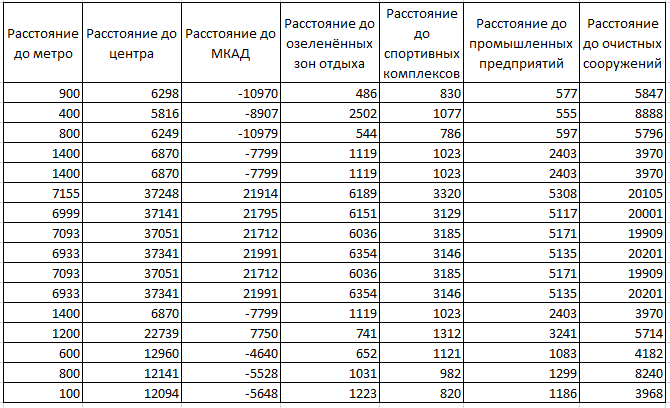 Расстояние до метро Расстояние до центра Расстояние до МКАД Расстояние до озеленённых зон отдыха Расстояние до спортивных комплексов Расстояние до промышленных предприятий Расстояние до очистных сооружений
900 6298 -10970 486 830 577 5847
400 5816 -8907 2502 1077 555 8888
800 6249 -10979 544 786 597 5796
1400 6870 -7799 1119 1023 2403 3970
1400 6870 -7799 1119 1023 2403 3970
7155 37248 21914 6189 3320 5308 20105
6999 37141 21795 6151 3129 5117 20001
7093 37051 21712 6036 3185 5171 19909
6933 37341 21991 6354 3146 5135 20201
7093 37051 21712 6036 3185 5171 19909
6933 37341 21991 6354 3146 5135 20201
1400 6870 -7799 1119 1023 2403 3970
1200 22739 7750 741 1312 3241 5714
600 12960 -4640 652 1121 1083 4182
800 12141 -5528 1031 982 1299 8240
100 12094 -5648 1223 820 1186 3968